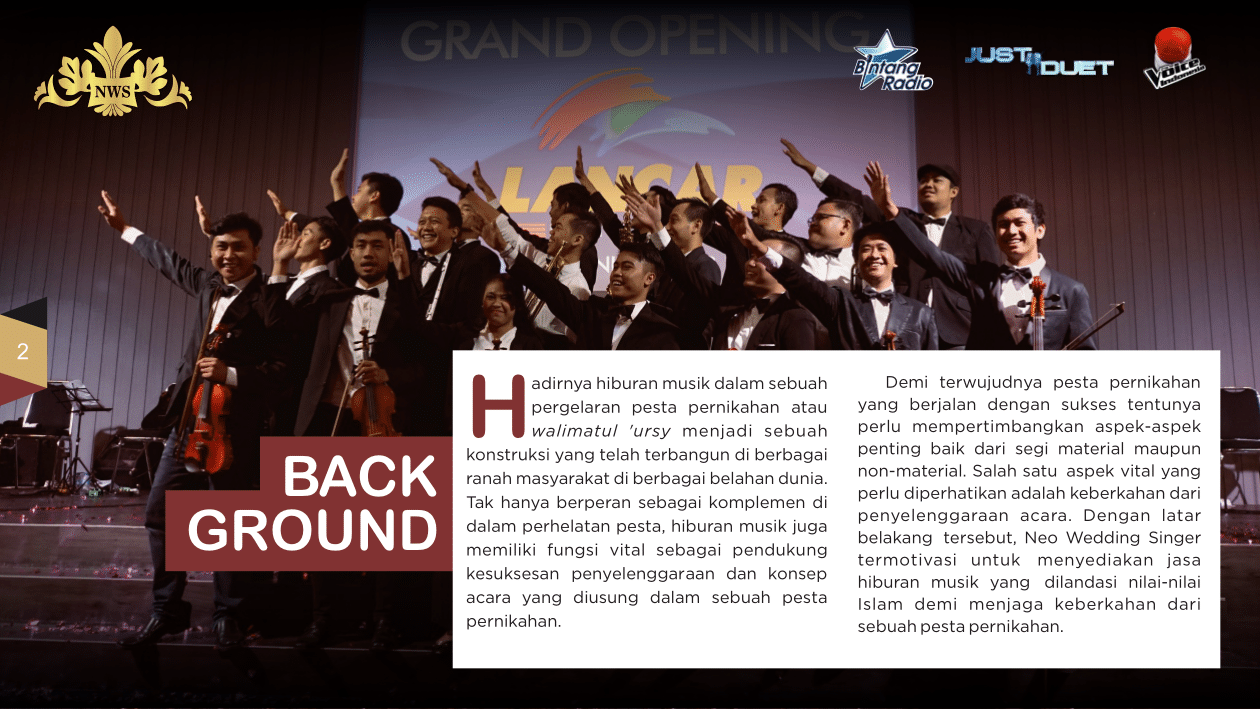 GRAND OPENING
NWS
Bintang
Radio
JUST
DUET
Voice
LANCAR
2
BACK
GROUND
Hadirnya hiburan musik dalam sebuah
pergelaran pesta pernikahan atau
walimatul 'ursy menjadi sebuah
konstruksi yang telah terbangun di berbagai
ranah masyarakat di berbagai belahan dunia.
Tak hanya berperan sebagai komplemen di
dalam perhelatan pesta, hiburan musik juga
memiliki fungsi vital sebagai pendukung
kesuksesan penyelenggaraan dan konsep
acara yang diusung dalam sebuah pesta
pernikahan.
Demi terwujudnya pesta pernikahan
yang berjalan dengan sukses tentunya
perlu mempertimbangkan aspek-aspek
penting baik dari segi material maupun
non-material. Salah satu aspek vital yang
perlu diperhatikan adalah keberkahan dari
penyelenggaraan acara. Dengan latar
belakang tersebut, Neo Wedding Singer
termotivasi untuk menyediakan jasa
hiburan musik yang dilandasi nilai-nilai
Islam demi menjaga keberkahan dari
sebuah pesta pernikahan.